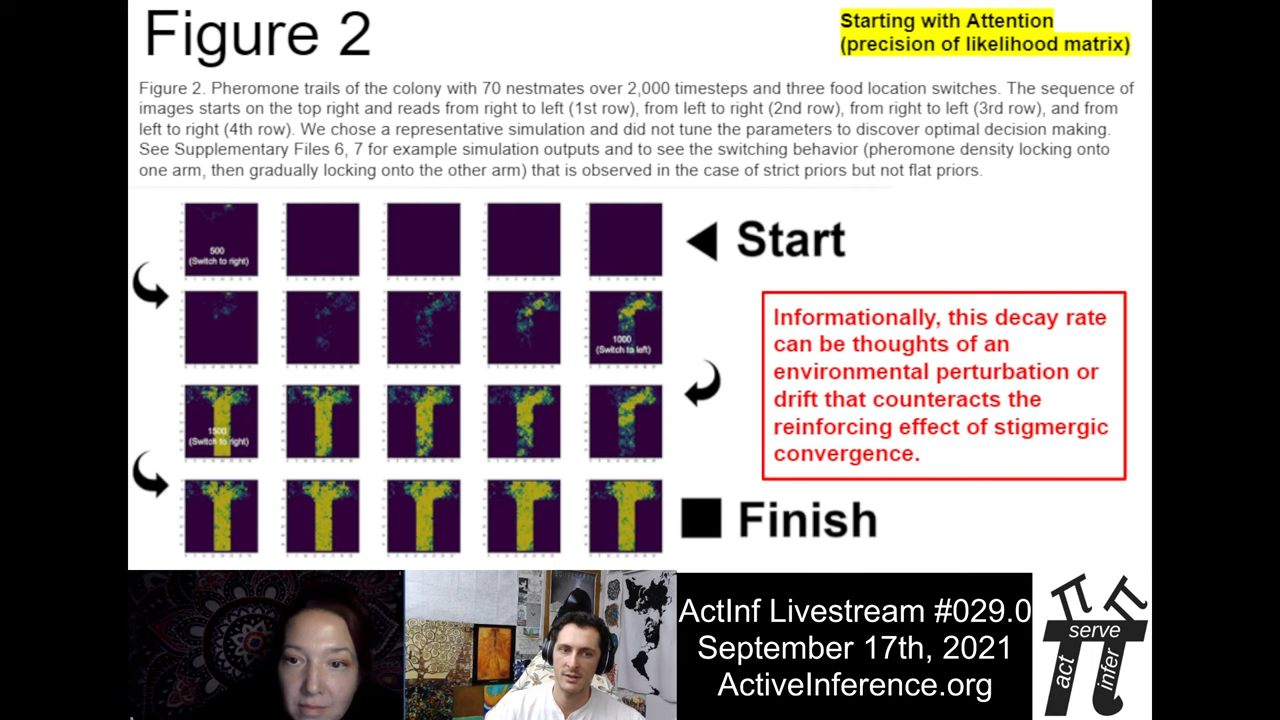 Figure 2
Starting with Attention
(precision of likelihood matrix)
Figure 2. Pheromone trails of the colony with 70 nestmates over 2,000 timesteps and three food location switches. The sequence of
images starts on the top right and reads from right to left (1st row), from left to right (2nd row), from right to left (3rd row), and from
left to right (4th row). We chose a representative simulation and did not tune the parameters to discover optimal decision making.
See Supplementary Files 6, 7 for example simulation outputs and to see the switching behavior (pheromone density locking onto
one arm, then gradually locking onto the other arm) that is observed in the case of strict priors but not flat priors.
500
(Switch to right)
Start
1000
(Switch to left)
Informationally, this decay rate
can be thoughts of an
environmental perturbation or
drift that counteracts the
reinforcing effect of stigmergic
convergence.
1500
(Switch to right)
Finish
ActInf Livestream #029.0
September 17th, 2021
ActiveInference.org
serve
act
infer